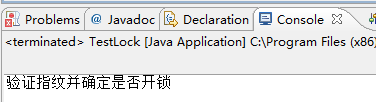 Problems @ Javadoc Declaration Console
<terminated> TestLock [Java Application] C:\Program Files (x86)
验证指纹并确定是否开锁